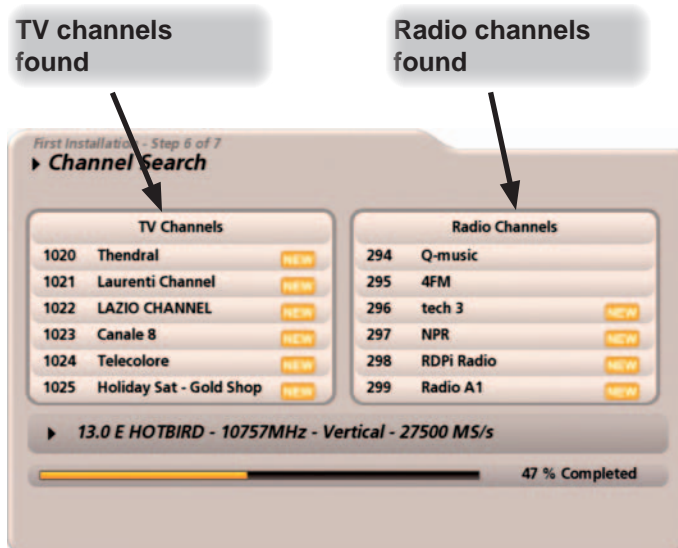 TV channels
found
Radio channels
found
First Installation - Step 6 of 7
Channel Search
TV Channels
1020 Thendral NEW
1021 Laurenti Channel NEW
1022 LAZIO CHANNEL NEW
1023 Canale 8 NEW
1024 Telecolore NEW
1025 Holiday Sat - Gold Shop NEW
Radio Channels
294 Q-music
295 4FM
296 tech 3 NEW
297 NPR NEW
298 RDPi Radio NEW
299 Radio A1 NEW
13.0 E HOTBIRD - 10757MHz - Vertical - 27500 MS/s
47 % Completed